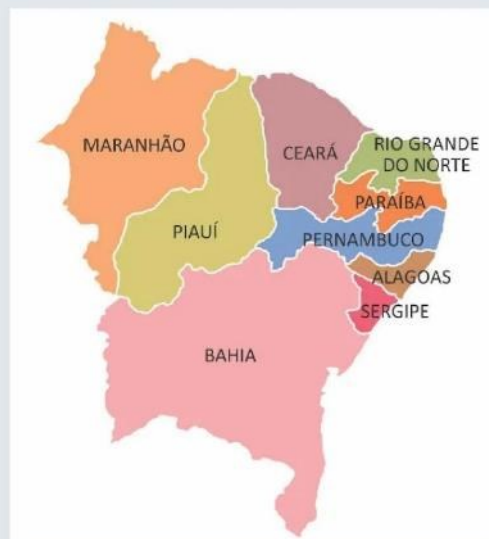 MARANHÃO
CEARÁ
RIO GRANDE
DO NORTE
PARAÍBA
PIAUÍ
PERNAMBUCO
ALAGOAS
SERGIPE
BAHIA